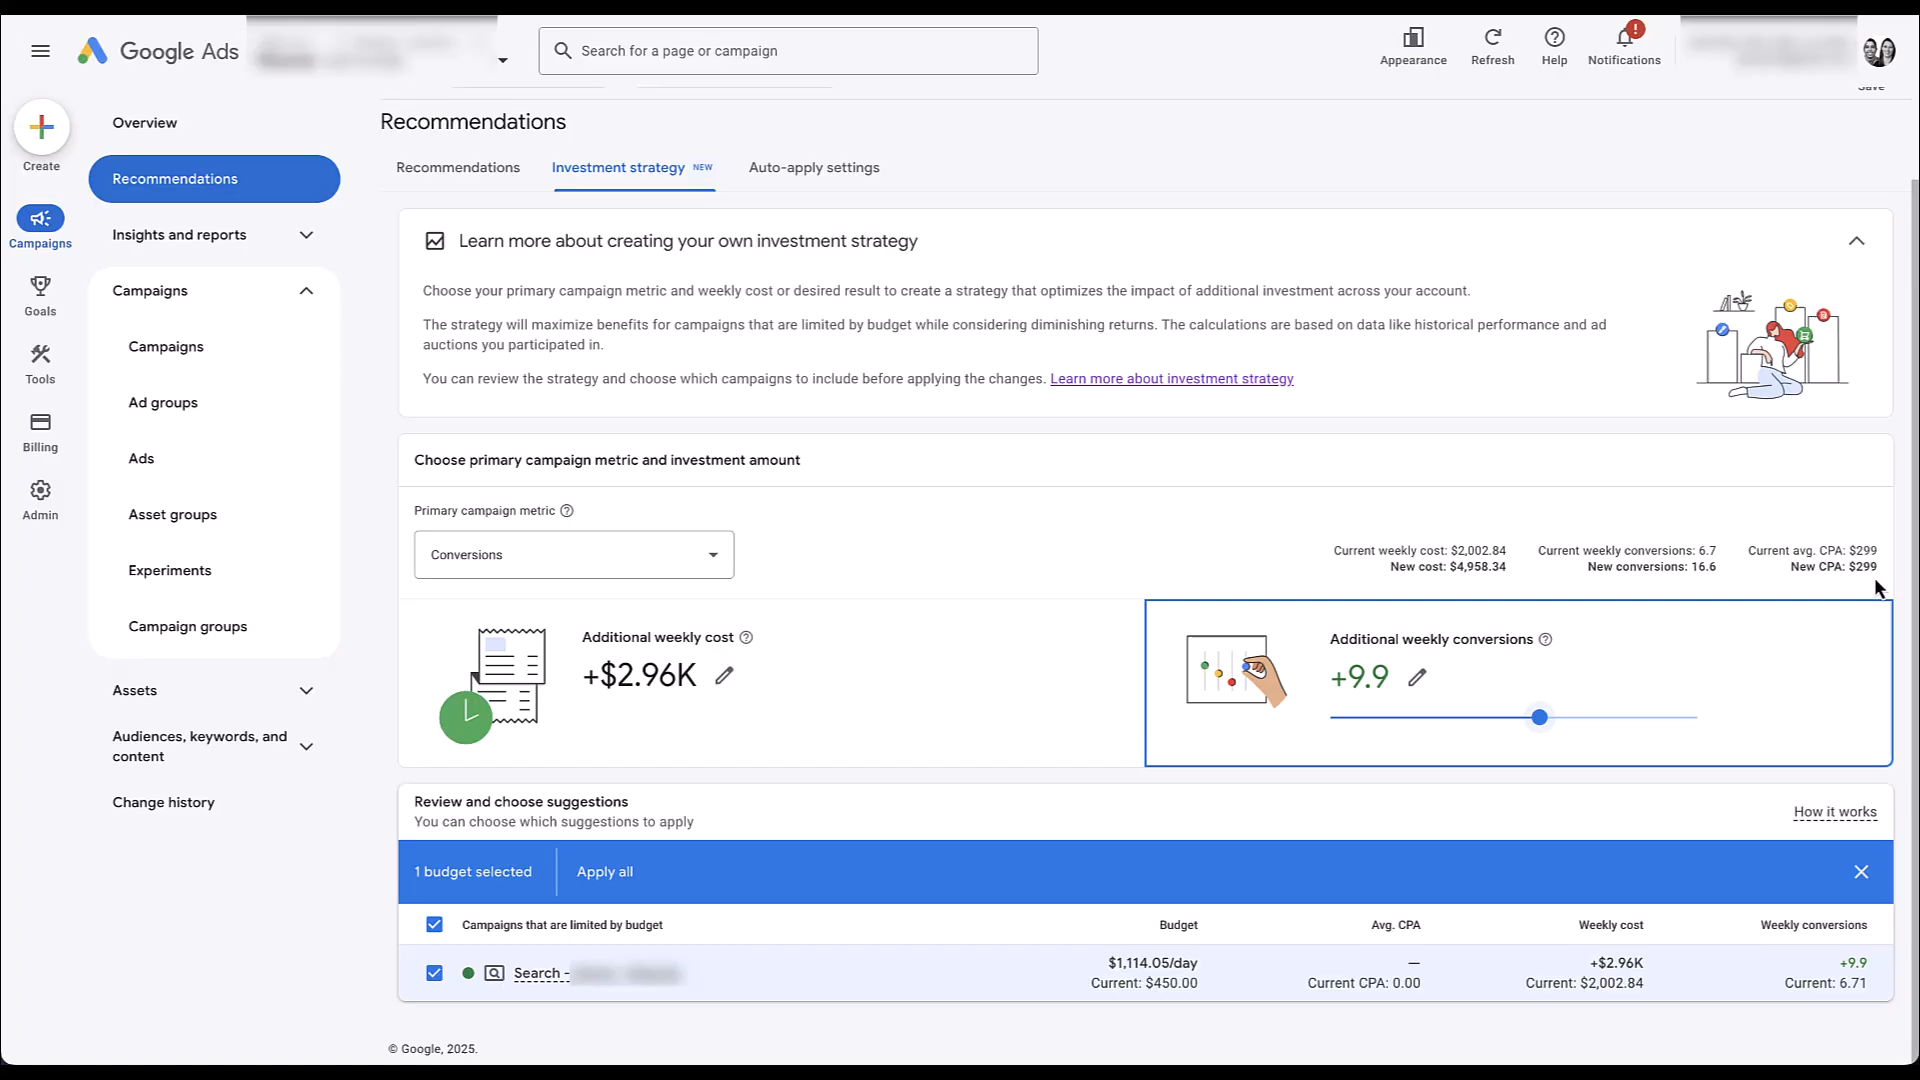 Google Ads
Search for a page or campaign
Appearance
Refresh
Help
Notifications
Save
Create
Campaigns
Goals
Tools
Billing
Admin
Overview
Recommendations
Insights and reports
Campaigns
Campaigns
Ad groups
Ads
Asset groups
Experiments
Campaign groups
Assets
Audiences, keywords, and
content
Change history
Recommendations
Recommendations
Investment strategy NEW
Auto-apply settings
Learn more about creating your own investment strategy
Choose your primary campaign metric and weekly cost or desired result to create a strategy that optimizes the impact of additional investment across your account.
The strategy will maximize benefits for campaigns that are limited by budget while considering diminishing returns. The calculations are based on data like historical performance and ad
auctions you participated in.
You can review the strategy and choose which campaigns to include before applying the changes. Learn more about investment strategy
Choose primary campaign metric and investment amount
Primary campaign metric
Conversions
Current weekly cost: $2,002.84
New cost: $4,958.34
Current weekly conversions: 6.7
New conversions: 16.6
Current avg. CPA: $299
New CPA: $299
Additional weekly cost
+$2.96K
Additional weekly conversions
+9.9
Review and choose suggestions
You can choose which suggestions to apply
How it works
1 budget selected
Apply all
Campaigns that are limited by budget
Budget
Avg. CPA
Weekly cost
Weekly conversions
Search -
$1,114.05/day
Current: $450.00
—
Current CPA: 0.00
+$2.96K
Current: $2,002.84
+9.9
Current: 6.71
© Google, 2025.